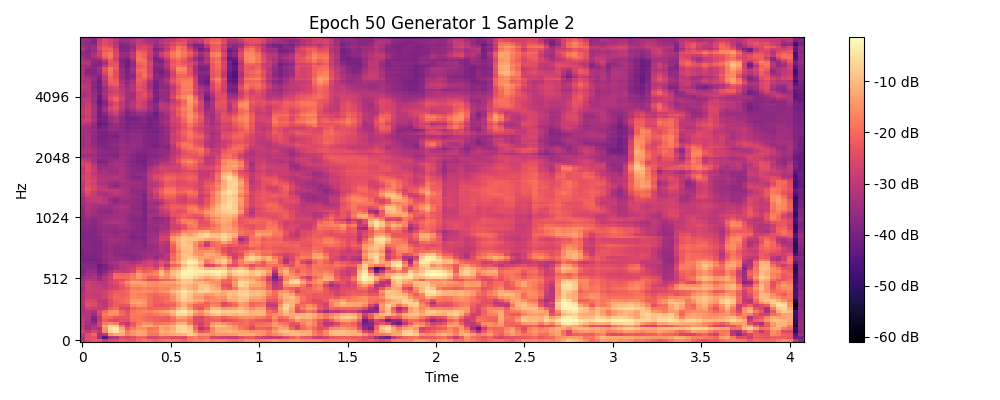 Epoch 50 Generator 1 Sample 2
Hz
4096
2048
1024
512
0
0 0.5 1 1.5 2 2.5 3 3.5 4
Time
-10 dB
-20 dB
-30 dB
-40 dB
-50 dB
-60 dB